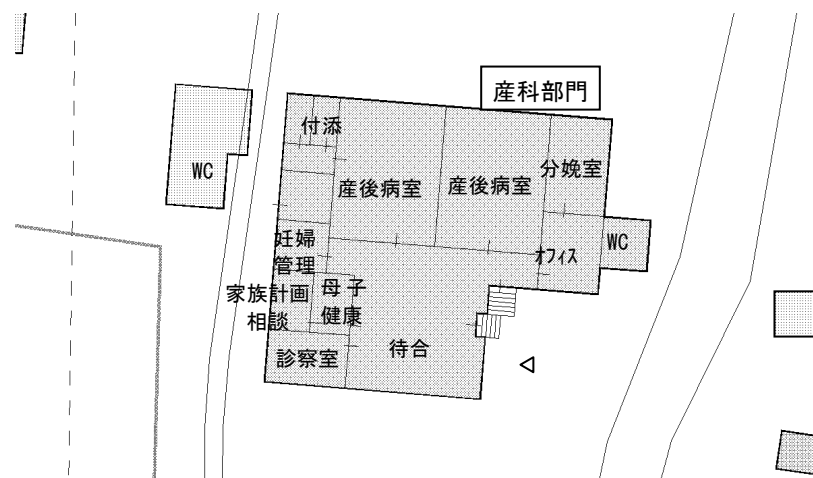 産科部門
付添
WC
産後病室
産後病室
分娩室
妊婦
管理
オフィス
WC
家族計画
相談
母子
健康
診察室
待合